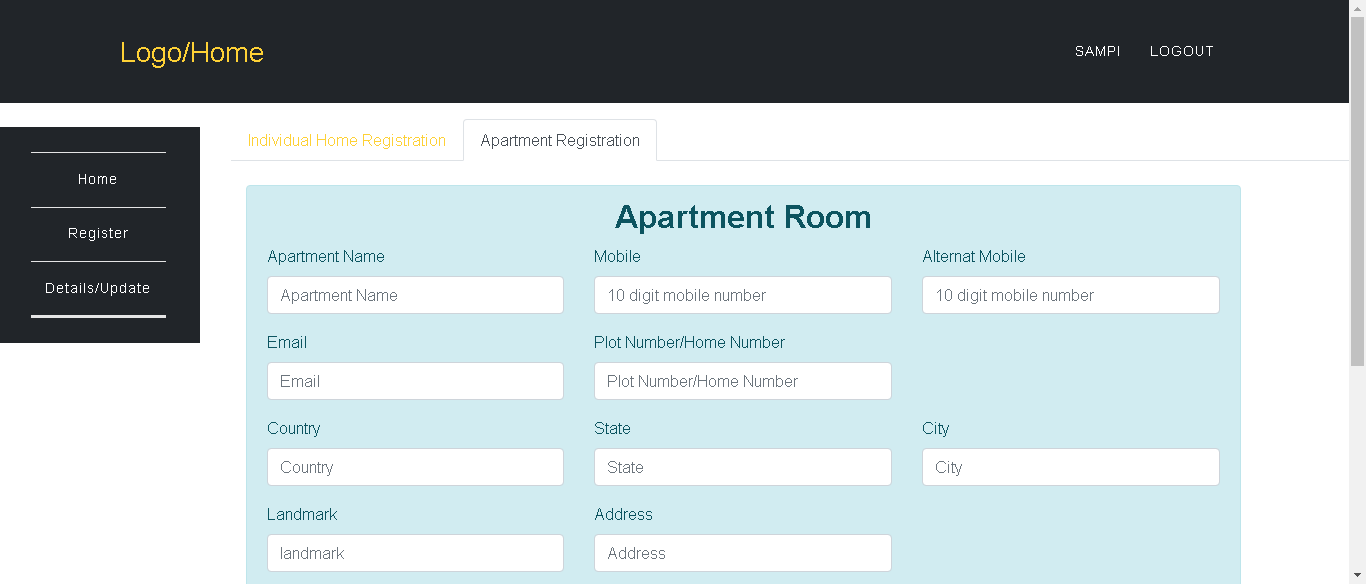 Logo/Home
SAMPI LOGOUT
Individual Home Registration Apartment Registration
Home
Register
Details/Update
Apartment Room
Apartment Name Mobile Alternat Mobile
Apartment Name 10 digit mobile number 10 digit mobile number
Email Plot Number/Home Number
Email Plot Number/Home Number
Country State City
Country State City
Landmark Address
landmark Address